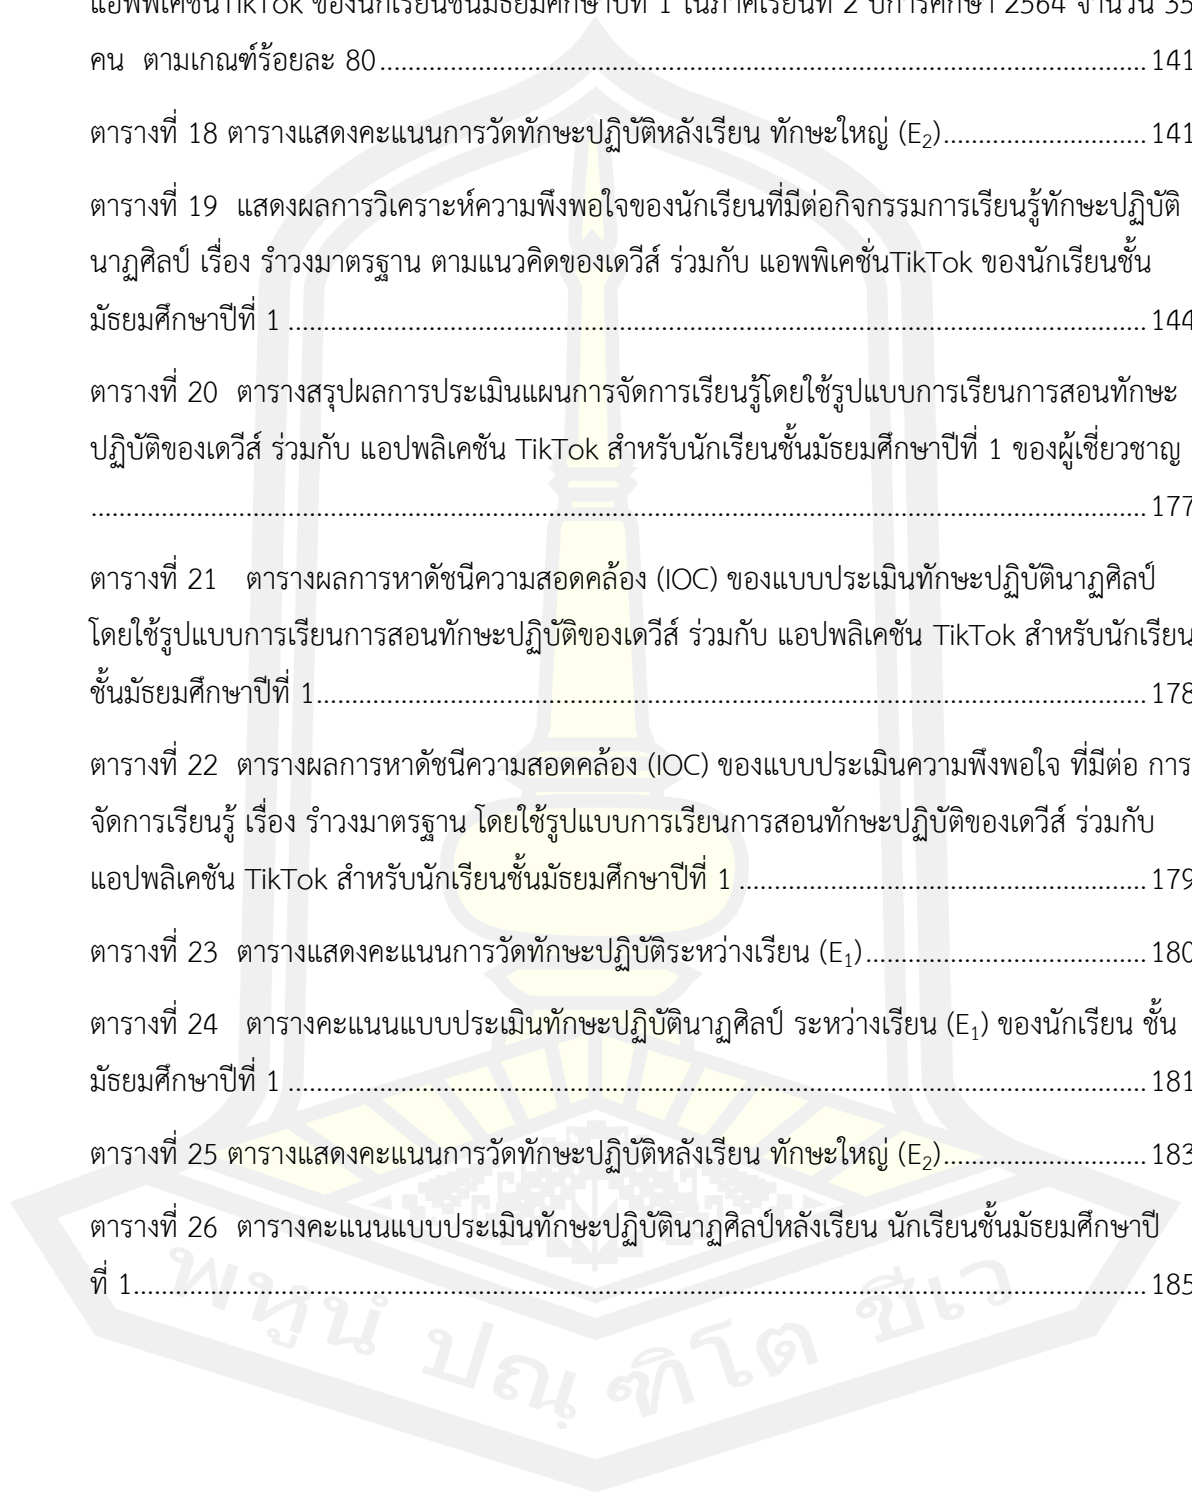 แอพพิเคชั่นTikTok ของนักเรียนชั้นมัธยมศึกษาปีที่ 1 ในภาคเรียนที่ 2 ปีการศึกษา 2564 จำนวน 35
คน ตามเกณฑ์ร้อยละ 80 ........ 141
ตารางที่ 18 ตารางแสดงคะแนนการวัดทักษะปฏิบัติหลังเรียน ทักษะใหญ่ (E2) ........ 141
ตารางที่ 19 แสดงผลการวิเคราะห์ความพึงพอใจของนักเรียนที่มีต่อกิจกรรมการเรียนรู้ทักษะปฏิบัติ
นาฏศิลป์ เรื่อง รำวงมาตรฐาน ตามแนวคิดของเดวีส์ ร่วมกับ แอพพิเคชั่นTikTok ของนักเรียนชั้น
มัธยมศึกษาปีที่ 1 ........ 144
ตารางที่ 20 ตารางสรุปผลการประเมินแผนการจัดการเรียนรู้โดยใช้รูปแบบการเรียนการสอนทักษะ
ปฏิบัติของเดวีส์ ร่วมกับ แอปพลิเคชัน TikTok สำหรับนักเรียนชั้นมัธยมศึกษาปีที่ 1 ของผู้เชี่ยวชาญ
........ 177
ตารางที่ 21 ตารางผลการหาดัชนีความสอดคล้อง (IOC) ของแบบประเมินทักษะปฏิบัตินาฏศิลป์
โดยใช้รูปแบบการเรียนการสอนทักษะปฏิบัติของเดวีส์ ร่วมกับ แอปพลิเคชัน TikTok สำหรับนักเรียน
ชั้นมัธยมศึกษาปีที่ 1 ........ 178
ตารางที่ 22 ตารางผลการหาดัชนีความสอดคล้อง (IOC) ของแบบประเมินความพึงพอใจ ที่มีต่อ การ
จัดการเรียนรู้ เรื่อง รำวงมาตรฐาน โดยใช้รูปแบบการเรียนการสอนทักษะปฏิบัติของเดวีส์ ร่วมกับ
แอปพลิเคชัน TikTok สำหรับนักเรียนชั้นมัธยมศึกษาปีที่ 1 ........ 179
ตารางที่ 23 ตารางแสดงคะแนนการวัดทักษะปฏิบัติระหว่างเรียน (E1) ........ 180
ตารางที่ 24 ตารางคะแนนแบบประเมินทักษะปฏิบัตินาฏศิลป์ ระหว่างเรียน (E1) ของนักเรียน ชั้น
มัธยมศึกษาปีที่ 1 ........ 181
ตารางที่ 25 ตารางแสดงคะแนนการวัดทักษะปฏิบัติหลังเรียน ทักษะใหญ่ (E2) ........ 183
ตารางที่ 26 ตารางคะแนนแบบประเมินทักษะปฏิบัตินาฏศิลป์หลังเรียน นักเรียนชั้นมัธยมศึกษาปี
ที่ 1 ........ 185
พหูนํ ปณฺฑิโต ชีเว